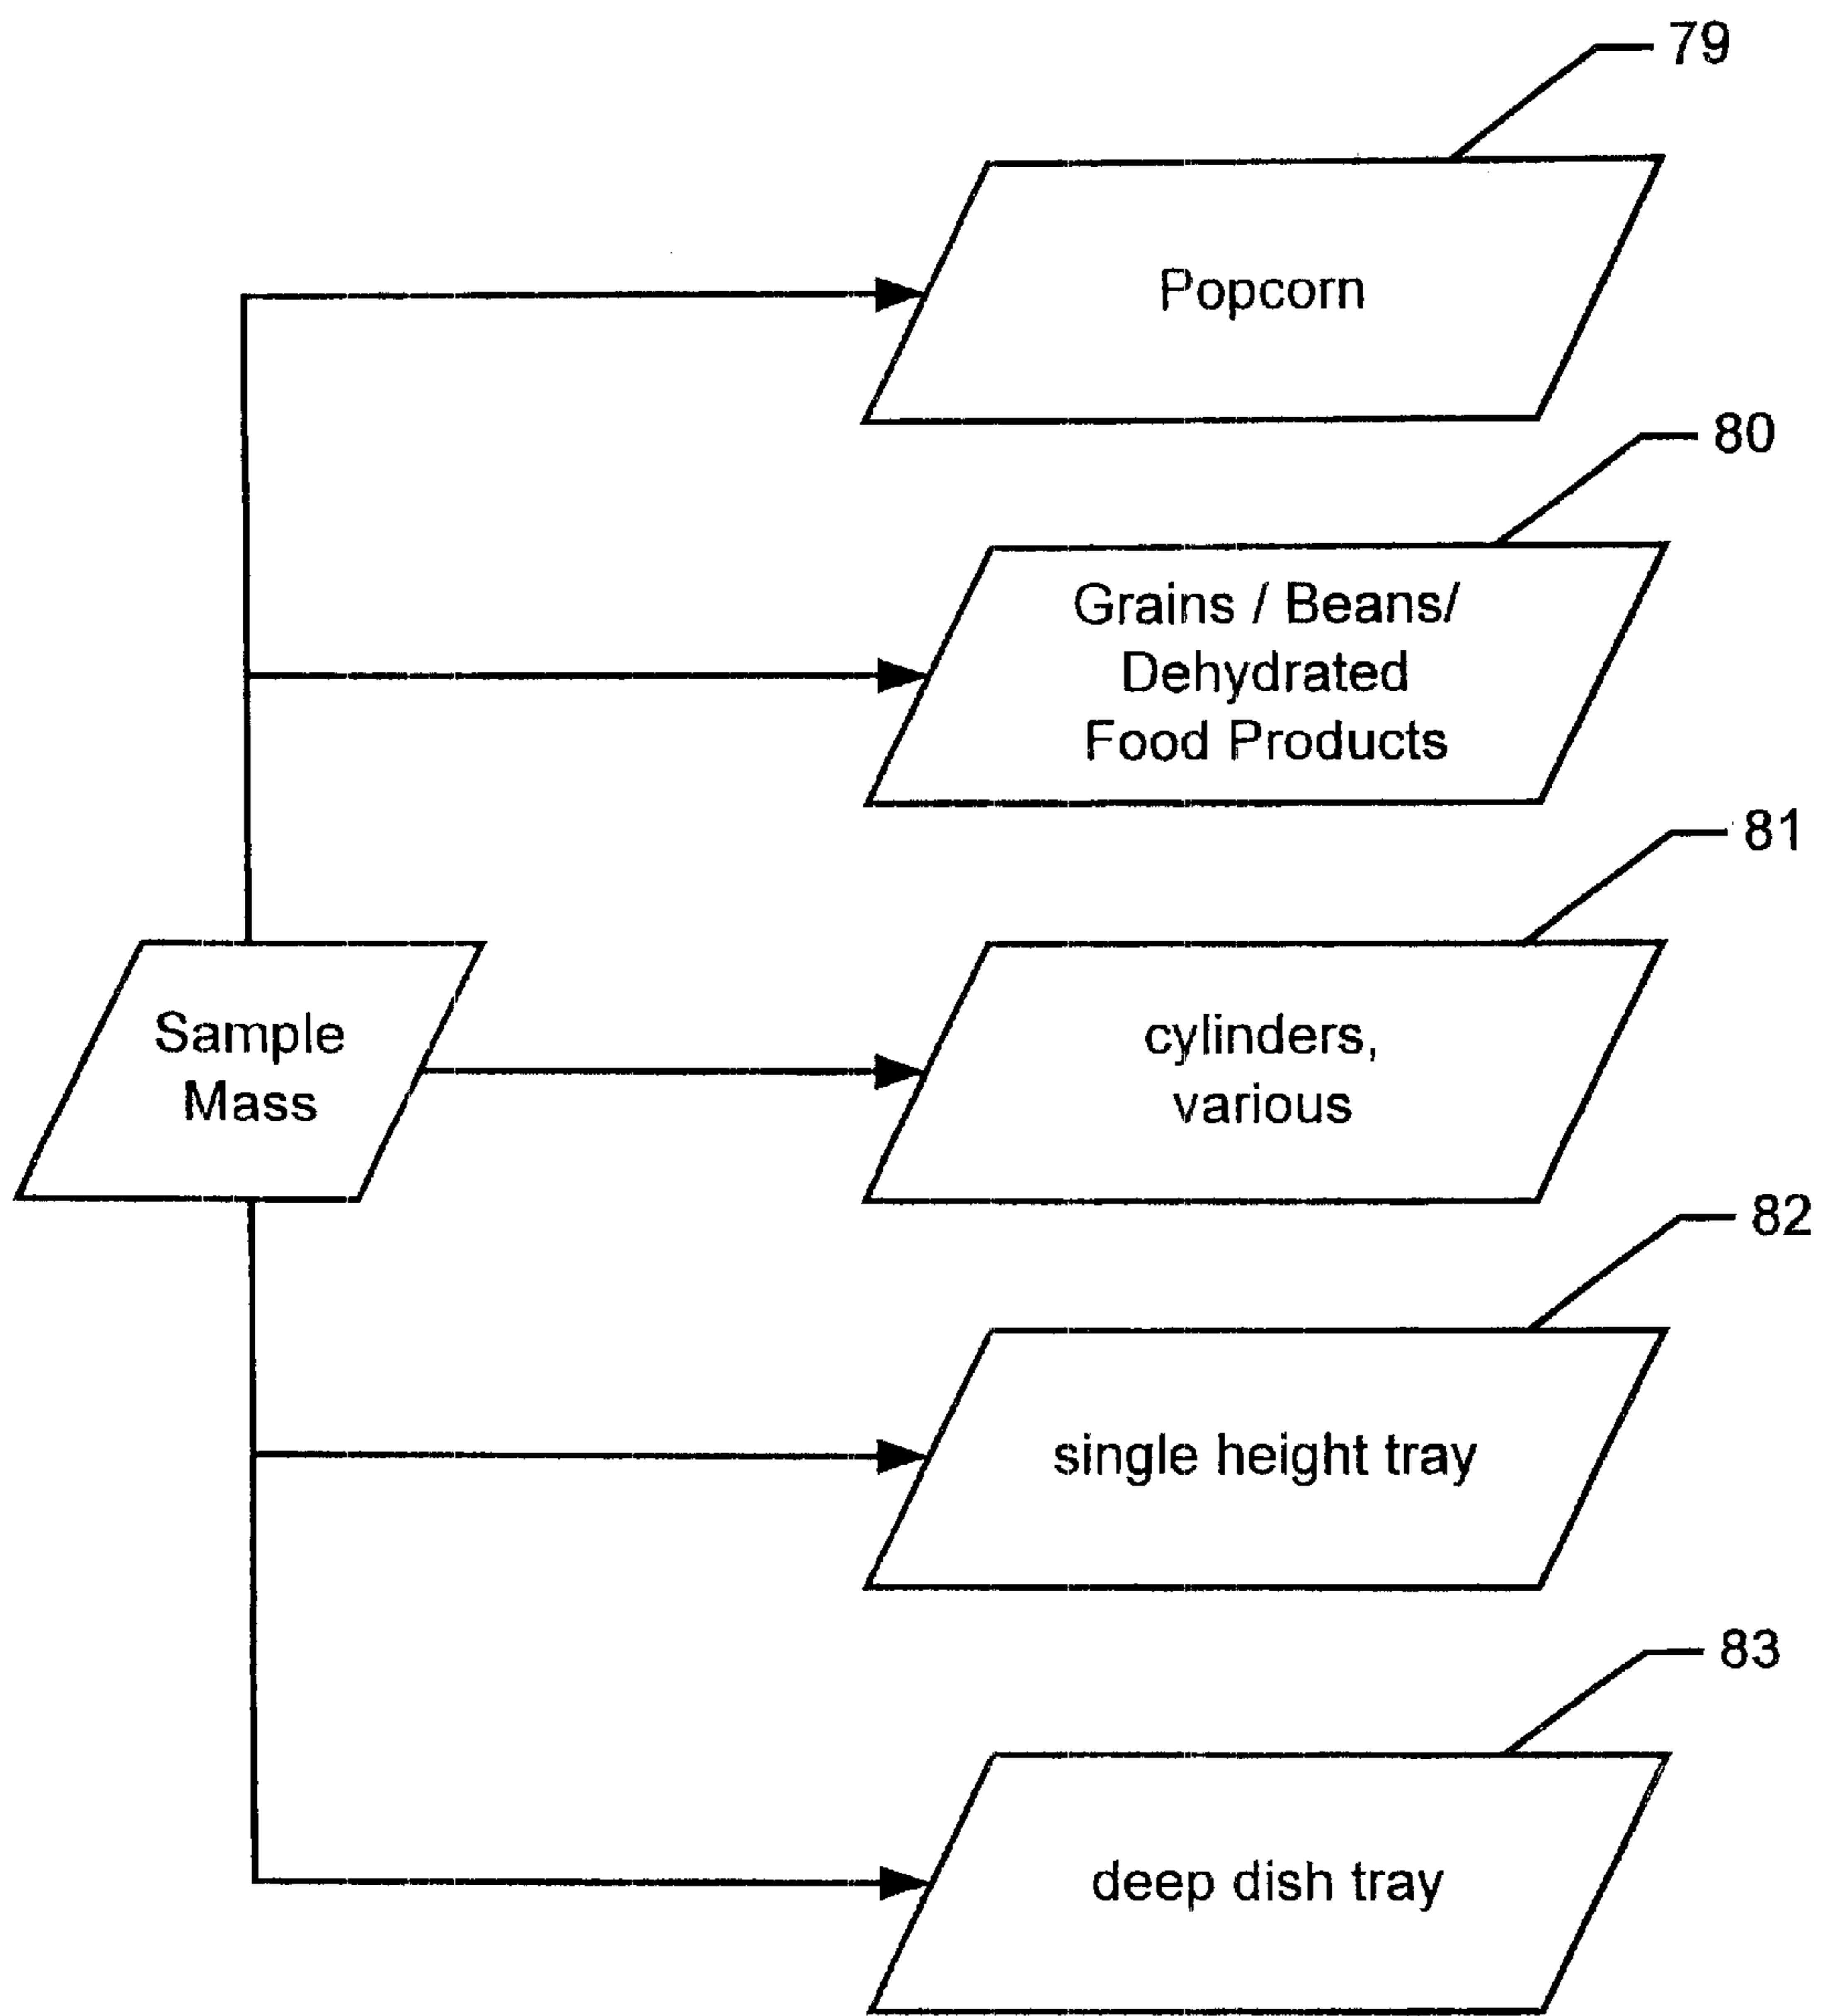 79
Popcorn
80
Grains / Beans/
Dehydrated
Food Products
81
Sample
Mass
cylinders,
various
82
single height tray
83
deep dish tray